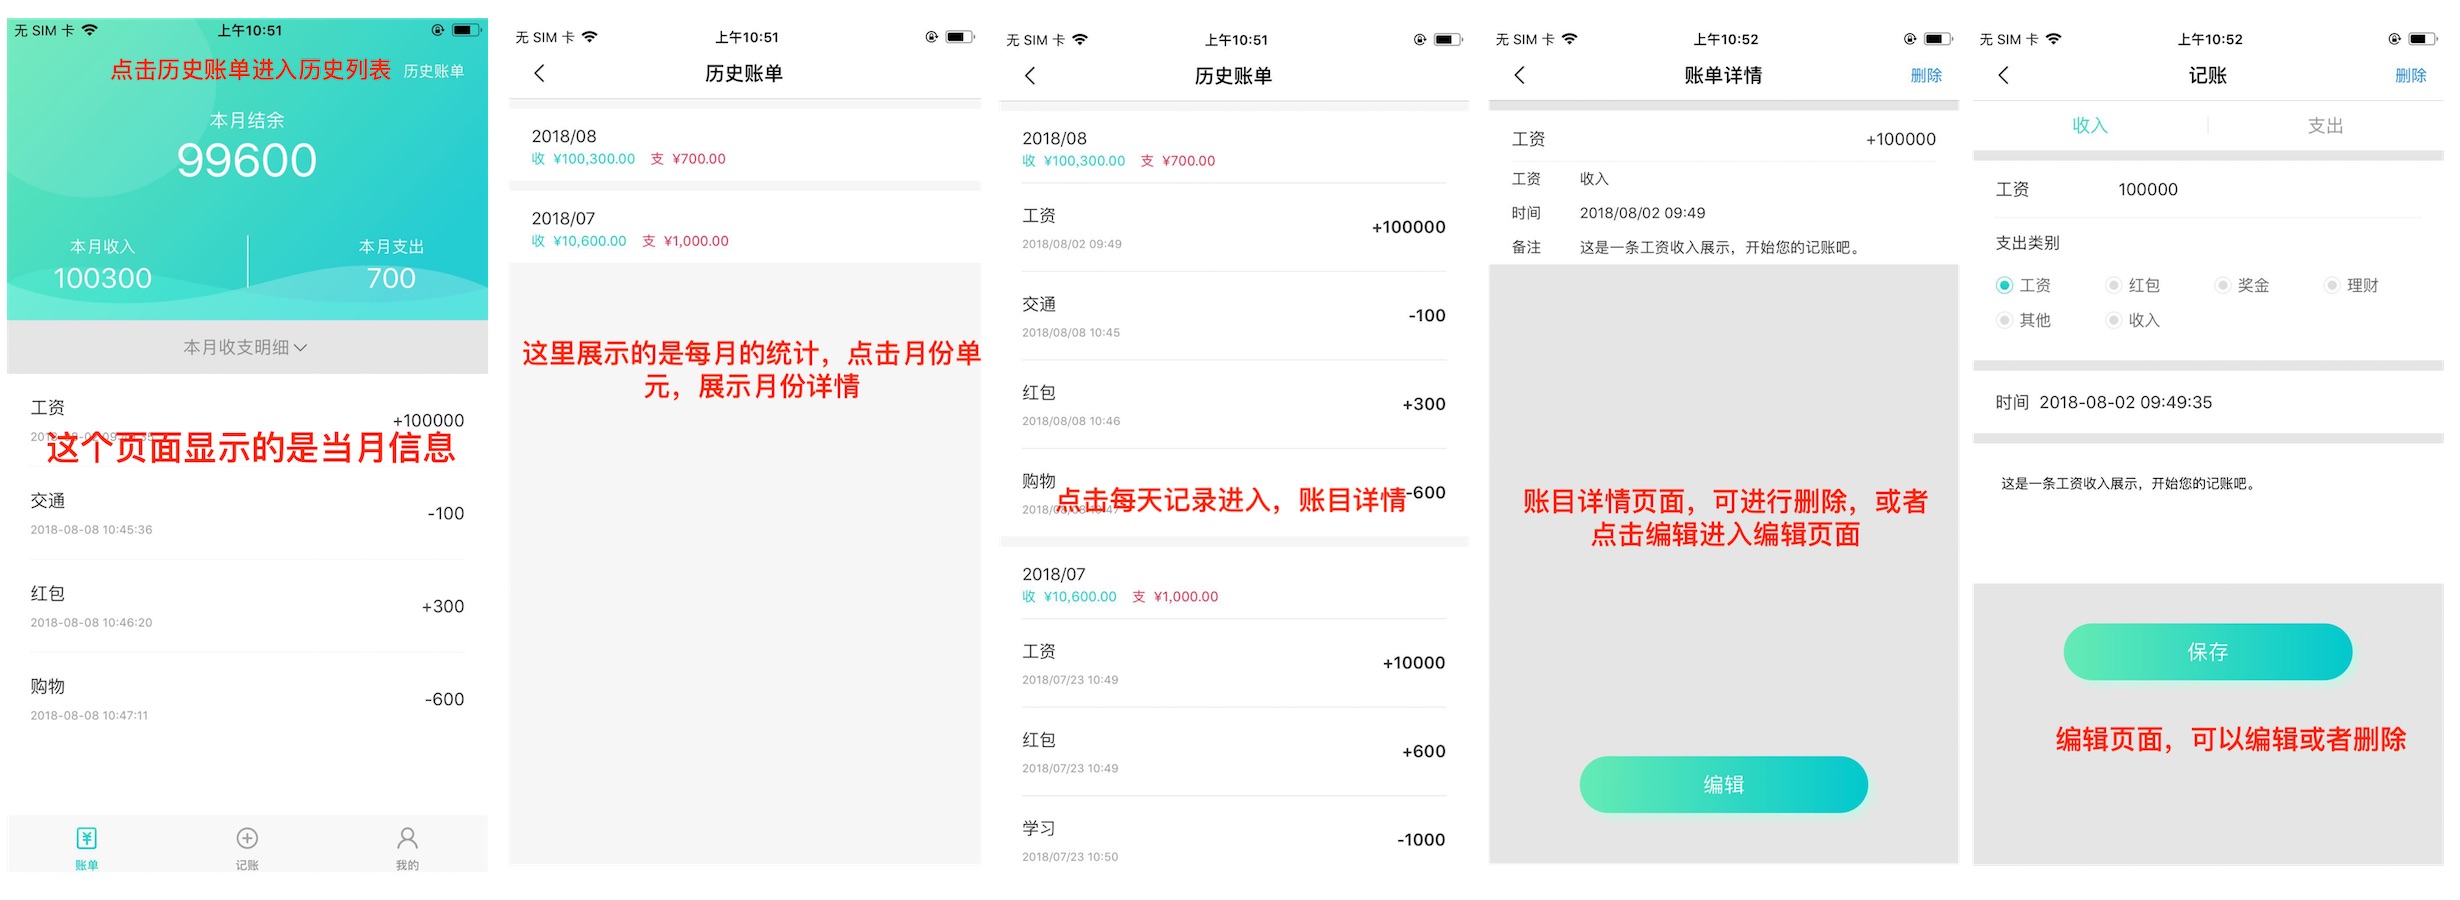 无 SIM 卡
上午10:51
点击历史账单进入历史列表
历史账单
本月结余
99600
本月收入
本月支出
100300
700
本月收支明细
工资
+100000
这个页面显示的是当月信息
交通
-100
2018-08-08 10:45:36
红包
+300
2018-08-08 10:46:20
购物
-600
2018-08-08 10:47:11
账单
记账
我的
无 SIM 卡
上午10:51
历史账单
2018/08
收 ¥100,300.00 支 ¥700.00
2018/07
收 ¥10,600.00 支 ¥1,000.00
这里展示的是每月的统计，点击月份单
元，展示月份详情
无 SIM 卡
上午10:51
历史账单
2018/08
收 ¥100,300.00 支 ¥700.00
工资
+100000
2018/08/02 09:49
交通
-100
2018/08/08 10:45
红包
+300
2018/08/08 10:46
购物
-600
点击每天记录进入，账目详情
2018/07
收 ¥10,600.00 支 ¥1,000.00
工资
+10000
2018/07/23 10:49
红包
+600
2018/07/23 10:49
学习
-1000
2018/07/23 10:50
无 SIM 卡
上午10:52
账单详情
删除
工资
+100000
工资 收入
时间 2018/08/02 09:49
备注 这是一条工资收入展示，开始您的记账吧。
账目详情页面，可进行删除，或者
点击编辑进入编辑页面
编辑
无 SIM 卡
上午10:52
记账
删除
收入
支出
工资 100000
支出类别
工资 红包 奖金 理财
其他 收入
时间 2018-08-02 09:49:35
这是一条工资收入展示，开始您的记账吧。
保存
编辑页面，可以编辑或者删除